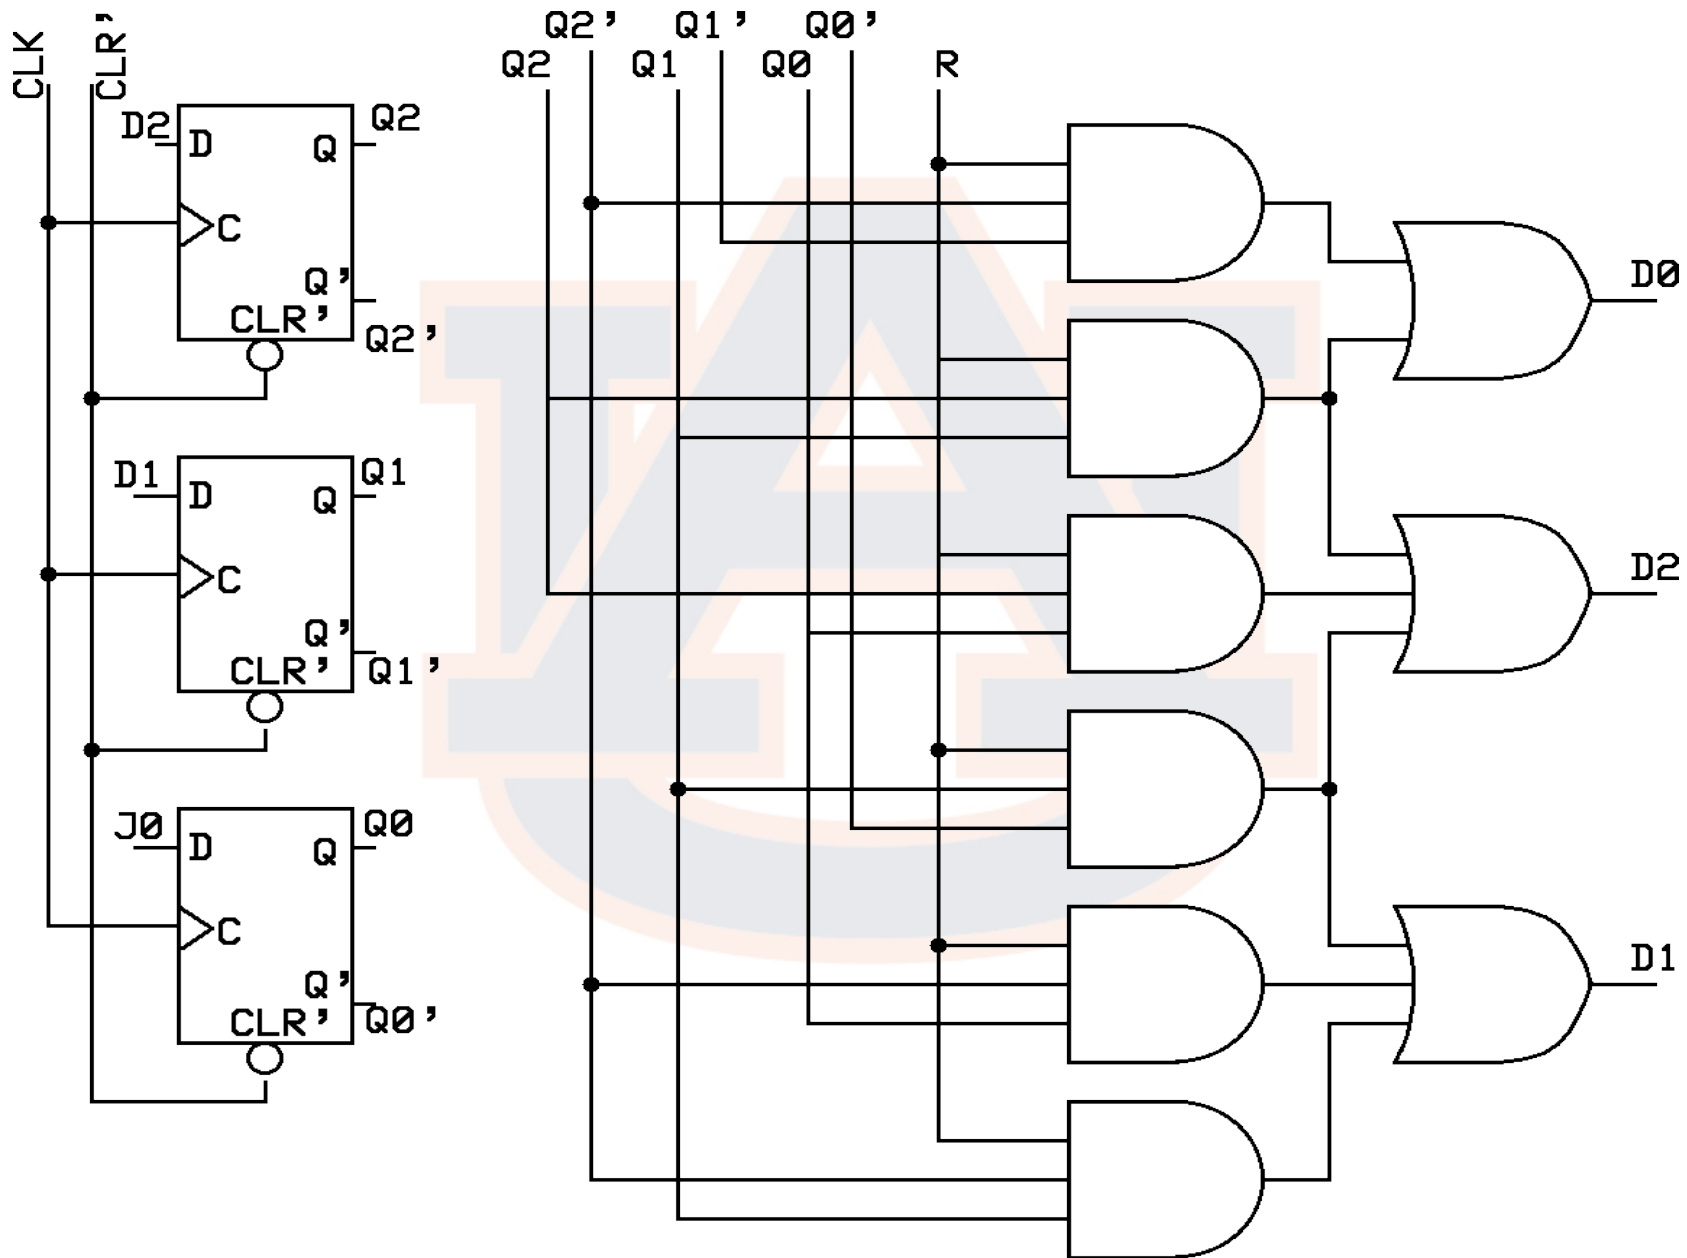 CLK
CLR'
Q2' Q1' Q0'
Q2 Q1 Q0 R
D2 D Q Q2
C
Q'
CLR' Q2'
D1 D Q Q1
C
Q'
CLR' Q1'
J0 D Q Q0
C
Q'
CLR' Q0'
D0
D2
D1